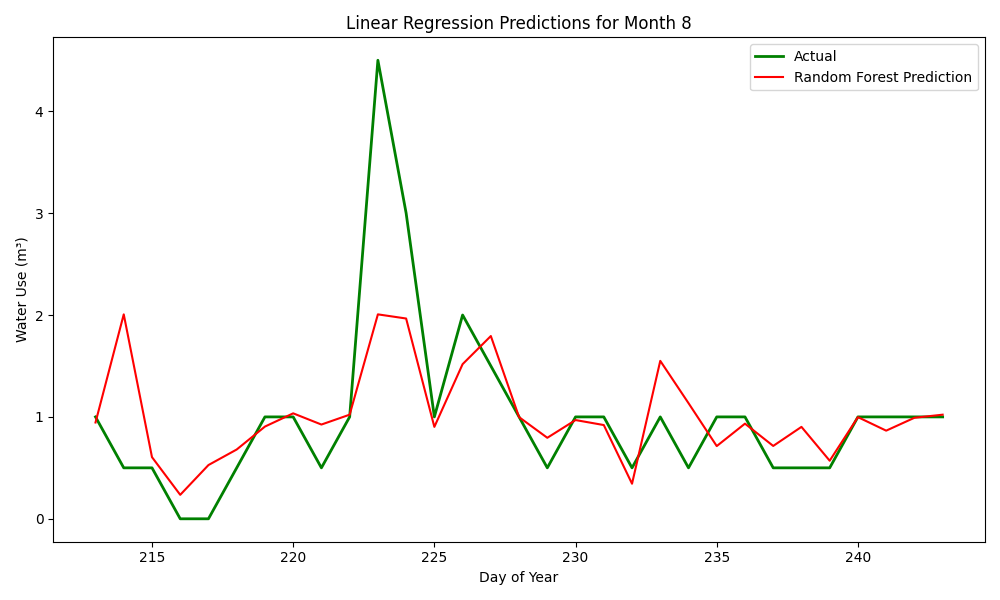 Linear Regression Predictions for Month 8
Actual
Random Forest Prediction
Water Use (m³)
4
3
2
1
0
215
220
225
230
235
240
Day of Year